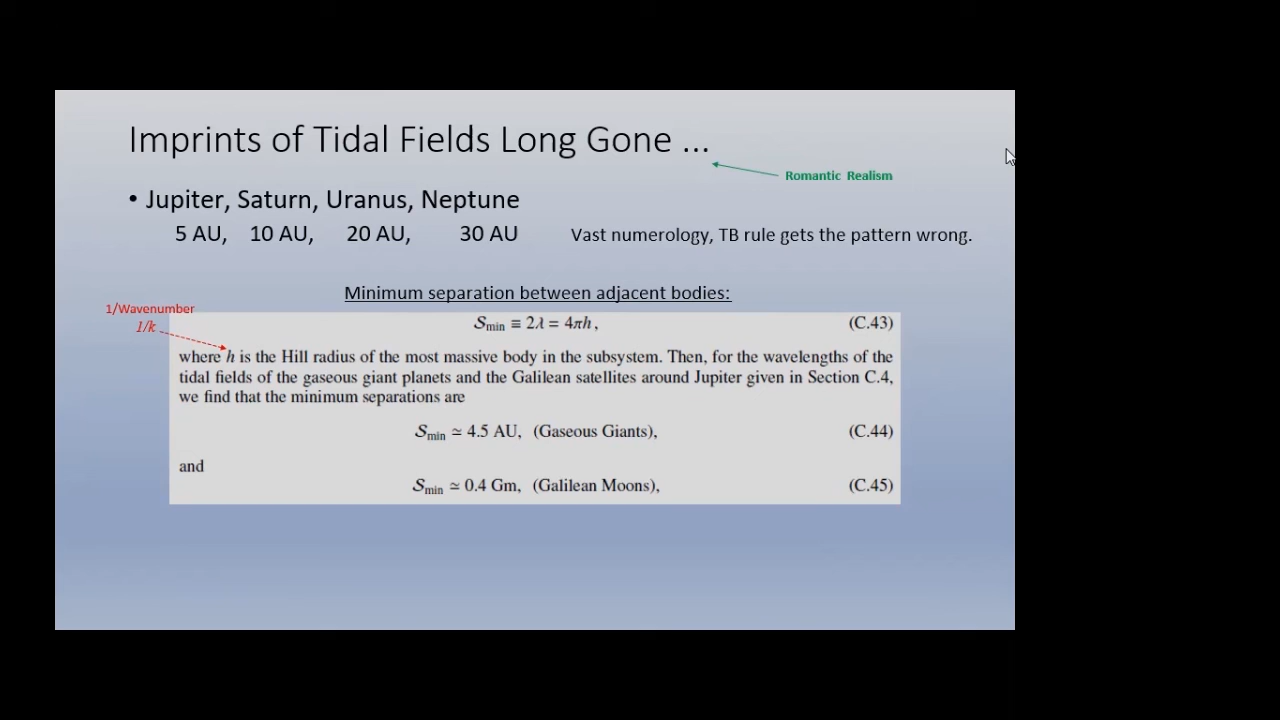 Imprints of Tidal Fields Long Gone ...
Romantic Realism
• Jupiter, Saturn, Uranus, Neptune
5 AU, 10 AU, 20 AU, 30 AU Vast numerology, TB rule gets the pattern wrong.
Minimum separation between adjacent bodies:
1/Wavenumber
1/k
𝒮min ≡ 2λ = 4πh, (C.43)
where h is the Hill radius of the most massive body in the subsystem. Then, for the wavelengths of the
tidal fields of the gaseous giant planets and the Galilean satellites around Jupiter given in Section C.4,
we find that the minimum separations are
𝒮min ≃ 4.5 AU, (Gaseous Giants), (C.44)
and
𝒮min ≃ 0.4 Gm, (Galilean Moons), (C.45)